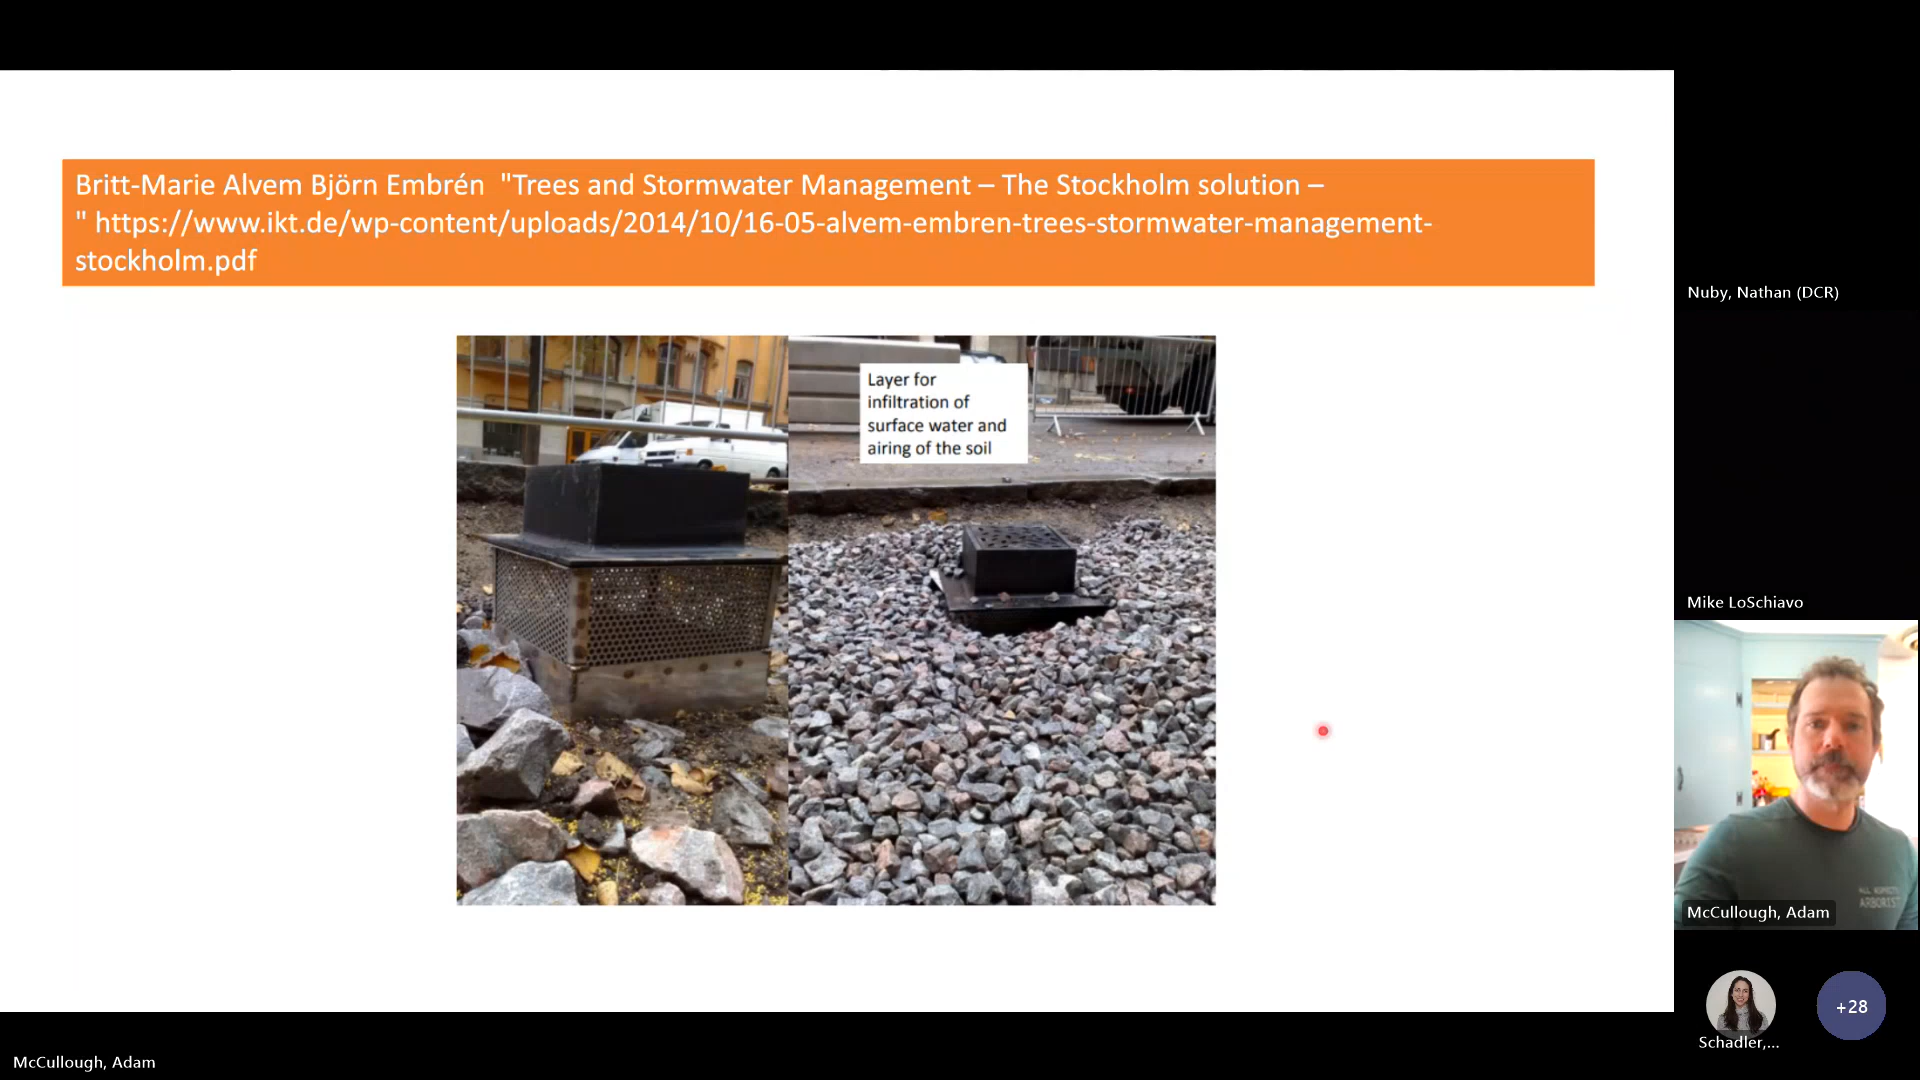 Britt-Marie Alvem Björn Embrén  "Trees and Stormwater Management – The Stockholm solution –
" https://www.ikt.de/wp-content/uploads/2014/10/16-05-alvem-embren-trees-stormwater-management-
stockholm.pdf
Layer for
infiltration of
surface water and
airing of the soil
Nuby, Nathan (DCR)
Mike LoSchiavo
ARBORIST
McCullough, Adam
+28
Schadler,...
McCullough, Adam